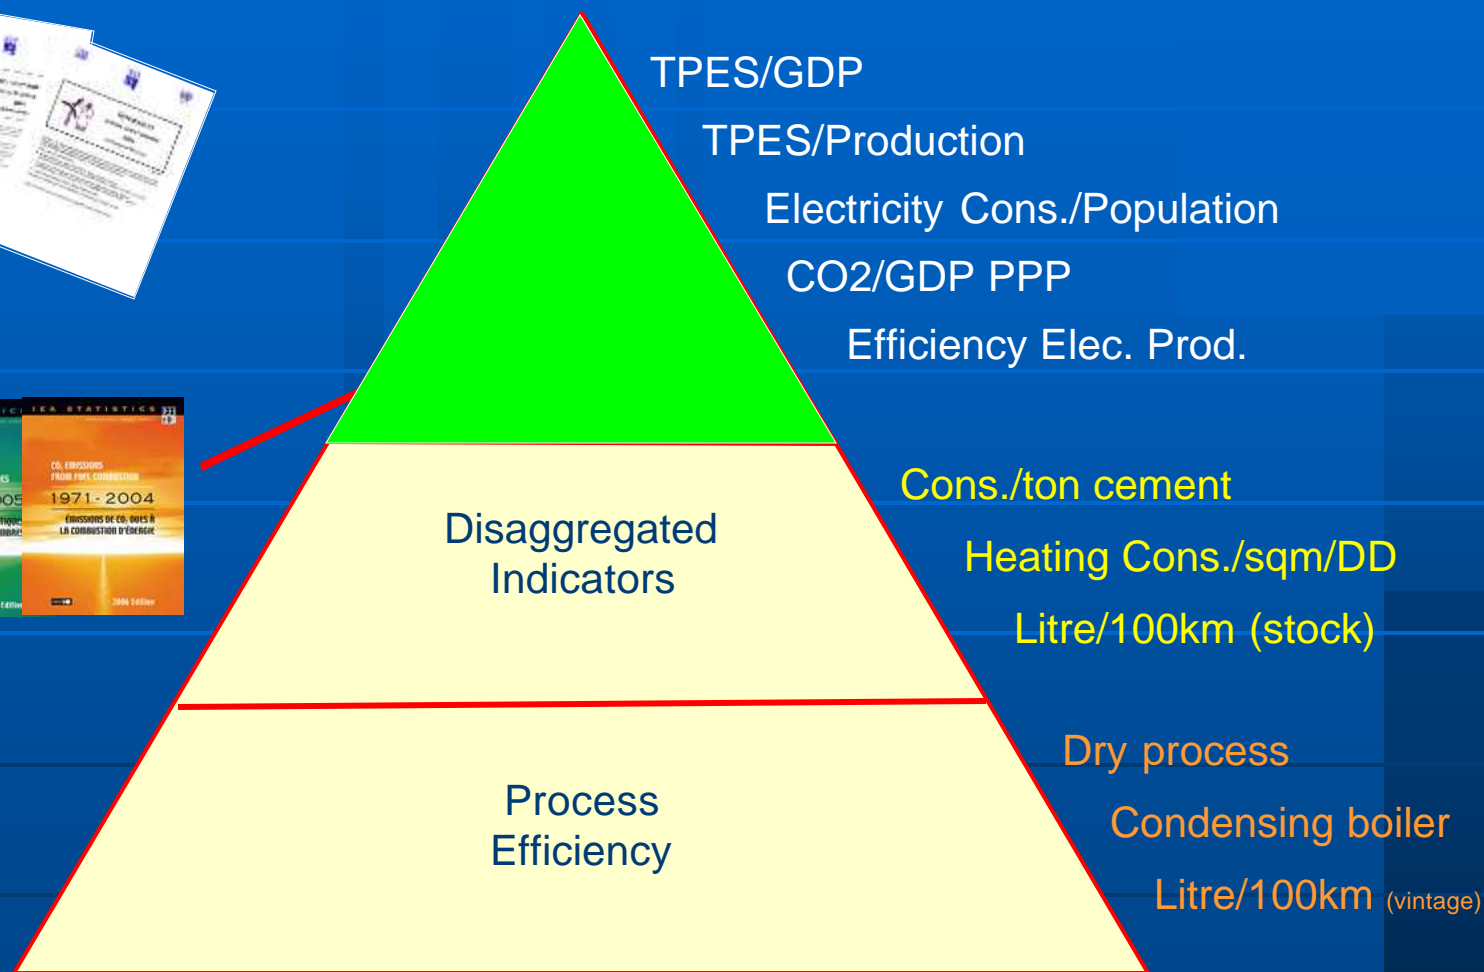 TPES/GDP
TPES/Production
Electricity Cons./Population
CO2/GDP PPP
Efficiency Elec. Prod.
IEA STATISTICS
CO₂ EMISSIONS
FROM FUEL COMBUSTION
1971-2004
ÉMISSIONS DE CO₂ DUES À
LA COMBUSTION D'ÉNERGIE
2006 Edition
Disaggregated
Indicators
Cons./ton cement
Heating Cons./sqm/DD
Litre/100km (stock)
Process
Efficiency
Dry process
Condensing boiler
Litre/100km (vintage)